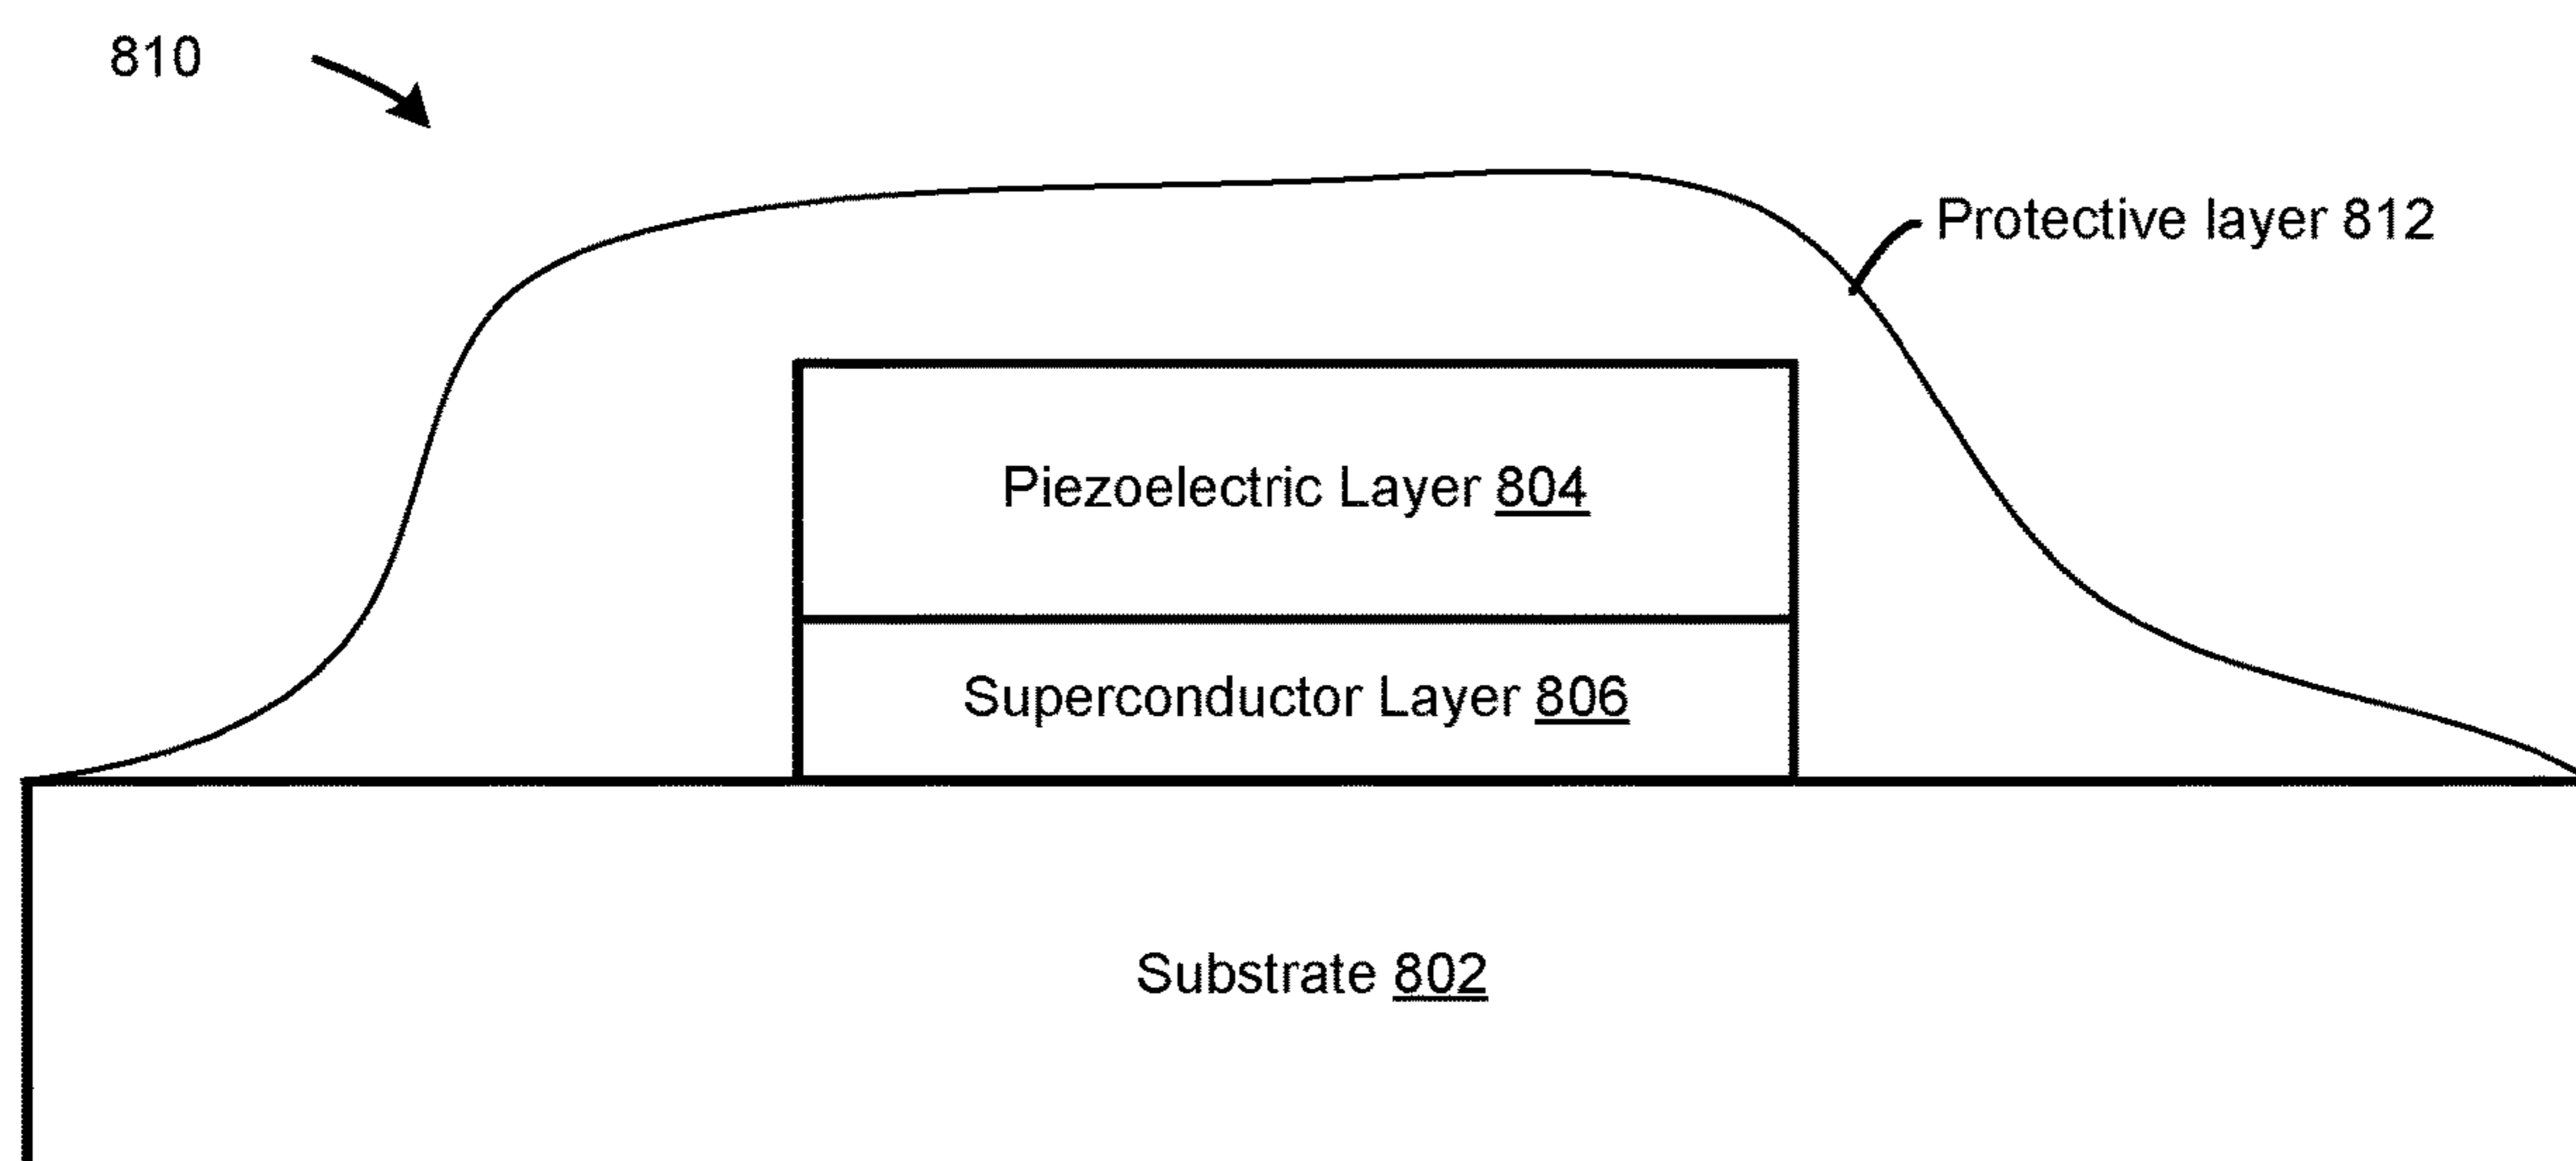 810
Protective layer 812
Piezoelectric Layer 804
Superconductor Layer 806
Substrate 802